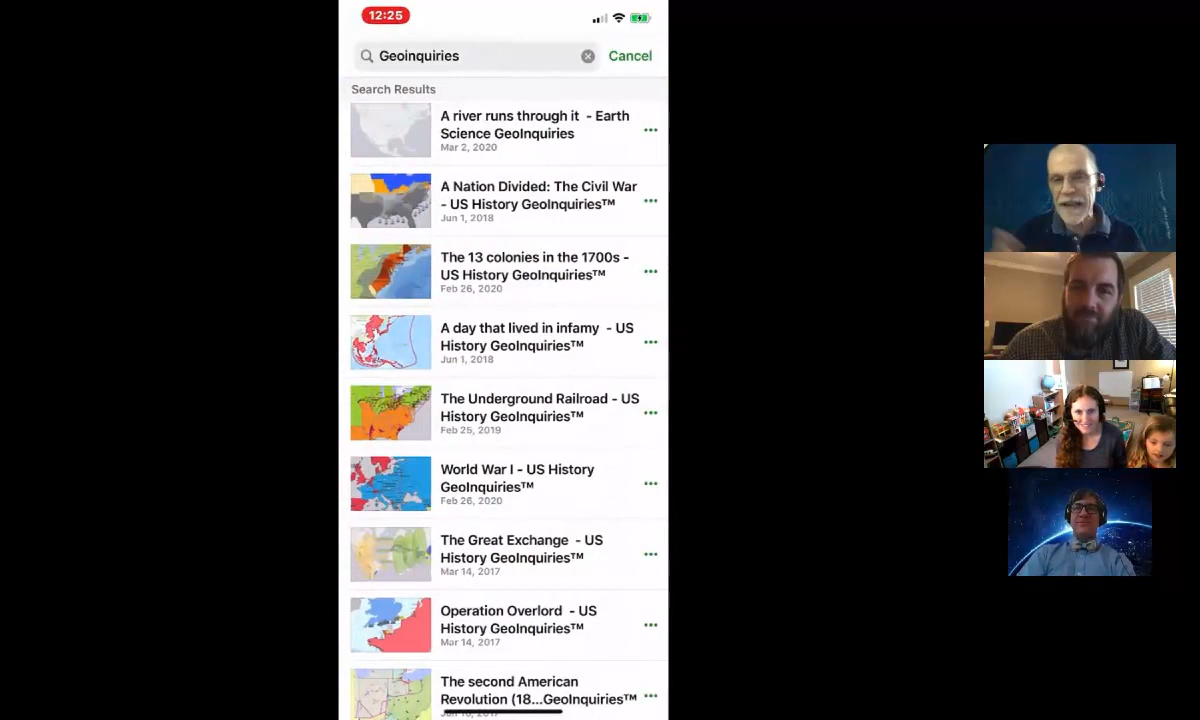 12:25
Geoinquiries
Cancel
Search Results
A river runs through it - Earth
Science GeoInquiries
Mar 2, 2020
A Nation Divided: The Civil War
- US History GeoInquiries™
Jun 1, 2018
The 13 colonies in the 1700s -
US History GeoInquiries™
Feb 26, 2020
A day that lived in infamy - US
History GeoInquiries™
Jun 1, 2018
The Underground Railroad - US
History GeoInquiries™
Feb 25, 2019
World War I - US History
GeoInquiries™
Feb 26, 2020
The Great Exchange - US
History GeoInquiries™
Mar 14, 2017
Operation Overlord - US
History GeoInquiries™
Mar 14, 2017
The second American
Revolution (18...GeoInquiries™